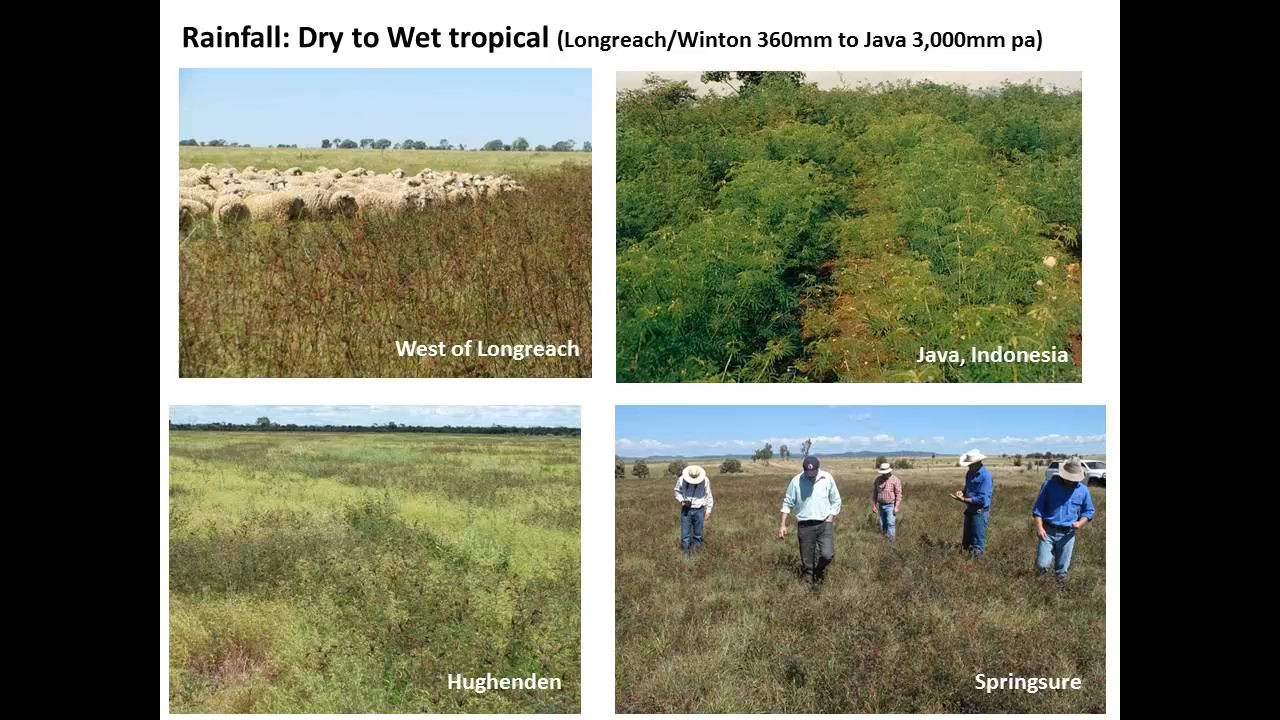 Rainfall: Dry to Wet tropical (Longreach/Winton 360mm to Java 3,000mm pa)
West of Longreach
Java, Indonesia
Hughenden
Springsure